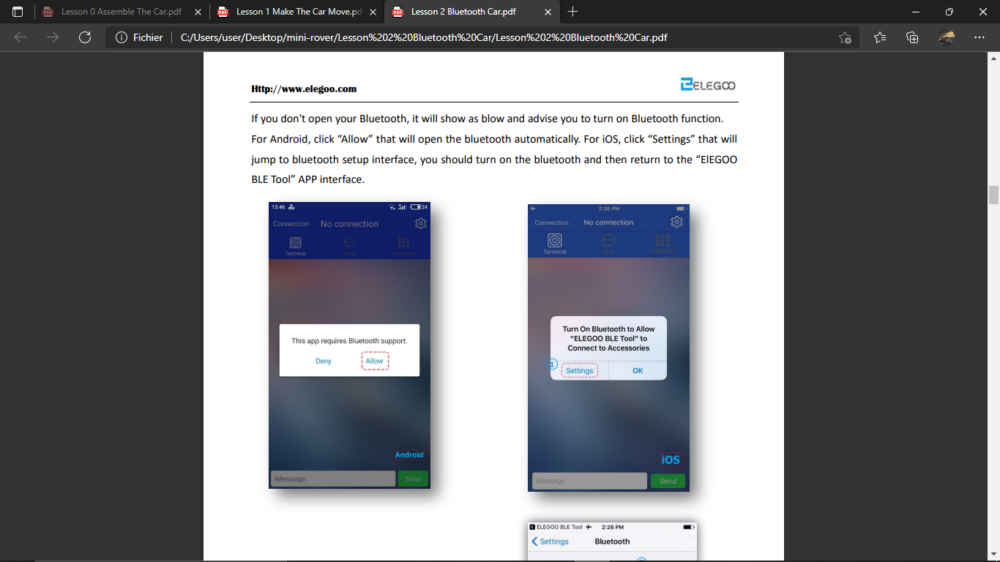 Lesson 0 Assemble The Car.pdf
Lesson 1 Make The Car Move.pd
Lesson 2 Bluetooth Car.pdf
Fichier
C:/Users/user/Desktop/mini-rover/Lesson%202%20Bluetooth%20Car/Lesson%202%20Bluetooth%20Car.pdf
Http://www.elegoo.com
ELEGOO
If you don't open your Bluetooth, it will show as blow and advise you to turn on Bluetooth function.
For Android, click “Allow” that will open the bluetooth automatically. For iOS, click “Settings” that will
jump to bluetooth setup interface, you should turn on the bluetooth and then return to the “ElEGOO
BLE Tool” APP interface.
15:46
24
Connection No connection
Terminal Chat Keyboard
This app requires Bluetooth support.
Deny Allow
Android
iMessage Send
2:26 PM
Connection No connection
Terminal Chat Keyboard
Turn On Bluetooth to Allow
“ELEGOO BLE Tool” to
Connect to Accessories
1
Settings OK
iOS
iMessage Send
ELEGOO BLE Tool 2:26 PM
Settings Bluetooth